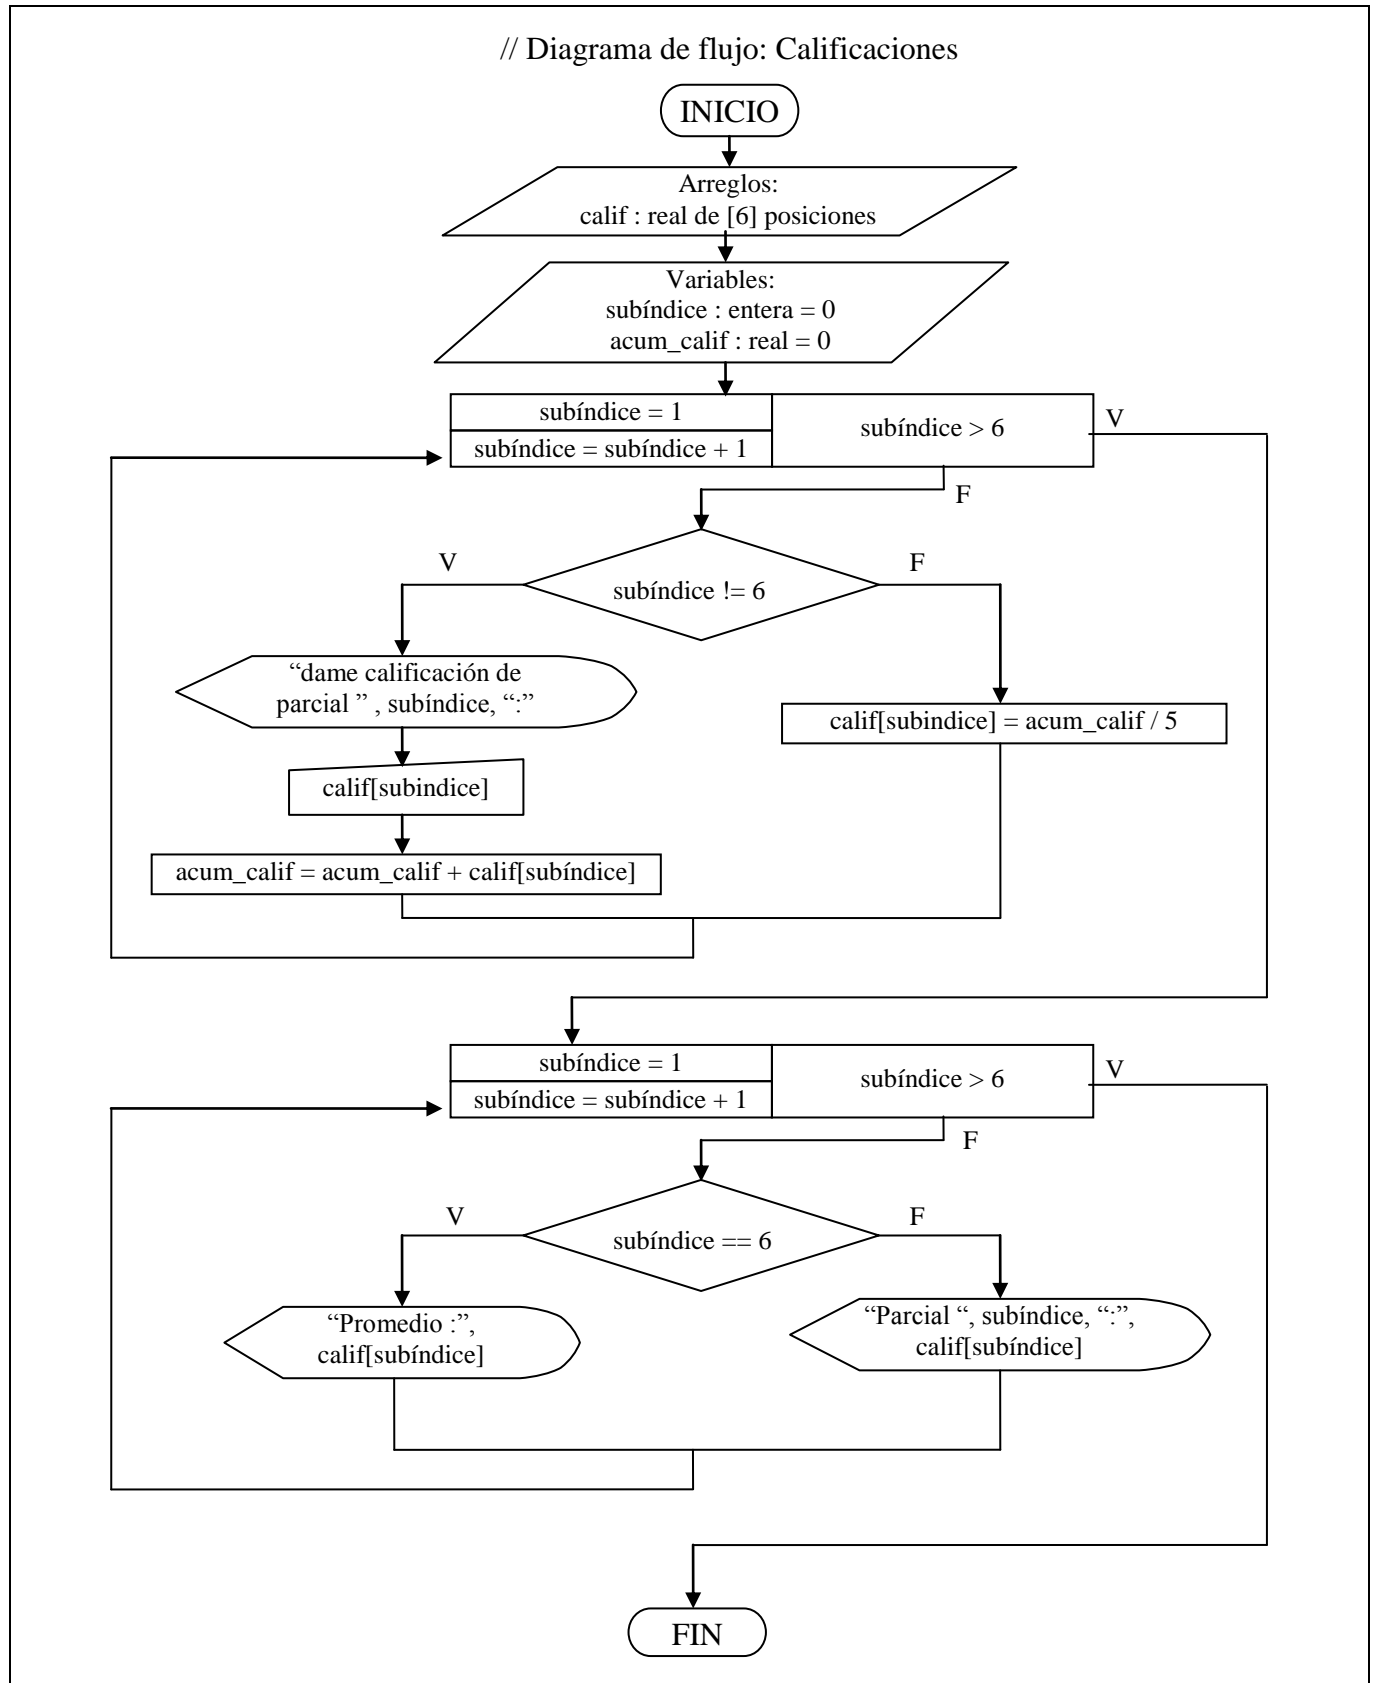 // Diagrama de flujo: Calificaciones
INICIO
Arreglos:
calif : real de [6] posiciones
Variables:
subíndice : entera = 0
acum_calif : real = 0
subíndice = 1
subíndice = subíndice + 1
subíndice > 6
V
F
V
subíndice != 6
F
“dame calificación de
parcial ” , subíndice, “:”
calif[subindice]
acum_calif = acum_calif + calif[subíndice]
calif[subindice] = acum_calif / 5
subíndice = 1
subíndice = subíndice + 1
subíndice > 6
V
F
V
subíndice == 6
F
“Promedio :”,
calif[subíndice]
“Parcial “, subíndice, “:”,
calif[subíndice]
FIN